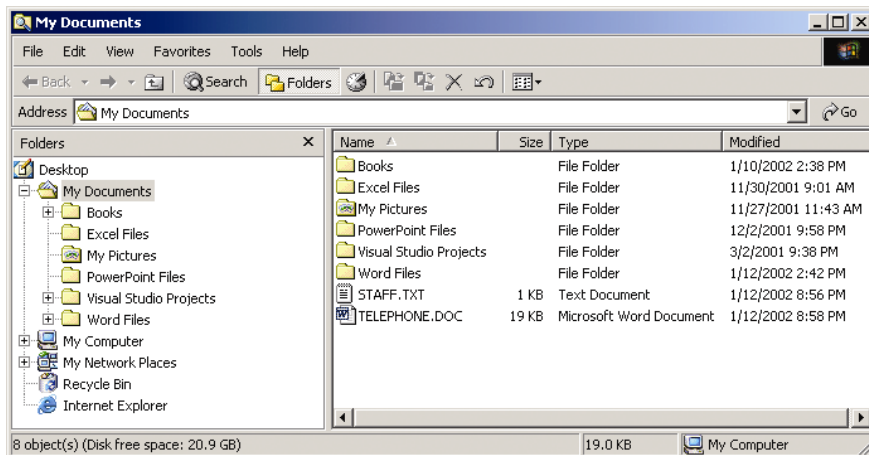 My Documents
File Edit View Favorites Tools Help
Back Search Folders
Address My Documents Go
Folders
Desktop
My Documents
Books
Excel Files
My Pictures
PowerPoint Files
Visual Studio Projects
Word Files
My Computer
My Network Places
Recycle Bin
Internet Explorer
Name Size Type Modified
Books File Folder 1/10/2002 2:38 PM
Excel Files File Folder 11/30/2001 9:01 AM
My Pictures File Folder 11/27/2001 11:43 AM
PowerPoint Files File Folder 12/2/2001 9:58 PM
Visual Studio Projects File Folder 3/2/2001 9:38 PM
Word Files File Folder 1/12/2002 2:42 PM
STAFF.TXT 1 KB Text Document 1/12/2002 8:56 PM
TELEPHONE.DOC 19 KB Microsoft Word Document 1/12/2002 8:58 PM
8 object(s) (Disk free space: 20.9 GB) 19.0 KB My Computer